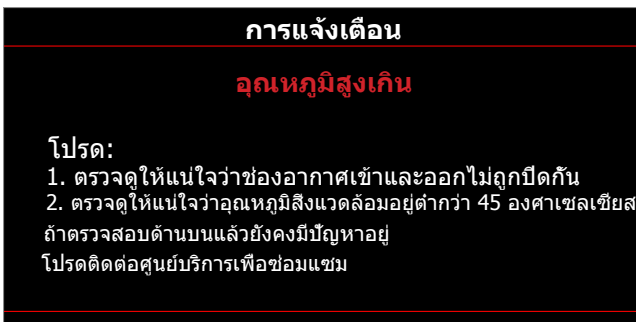 การแจ้งเตือน
อุณหภูมิสูงเกิน
โปรด:
1. ตรวจดูให้แน่ใจว่าช่องอากาศเข้าและออกไม่ถูกปิดกั้น
2. ตรวจดูให้แน่ใจว่าอุณหภูมิสิ่งแวดล้อมอยู่ต่ำกว่า 45 องศาเซลเซียส
ถ้าตรวจสอบด้านบนแล้วยังคงมีปัญหาอยู่
โปรดติดต่อศูนย์บริการเพื่อซ่อมแซม